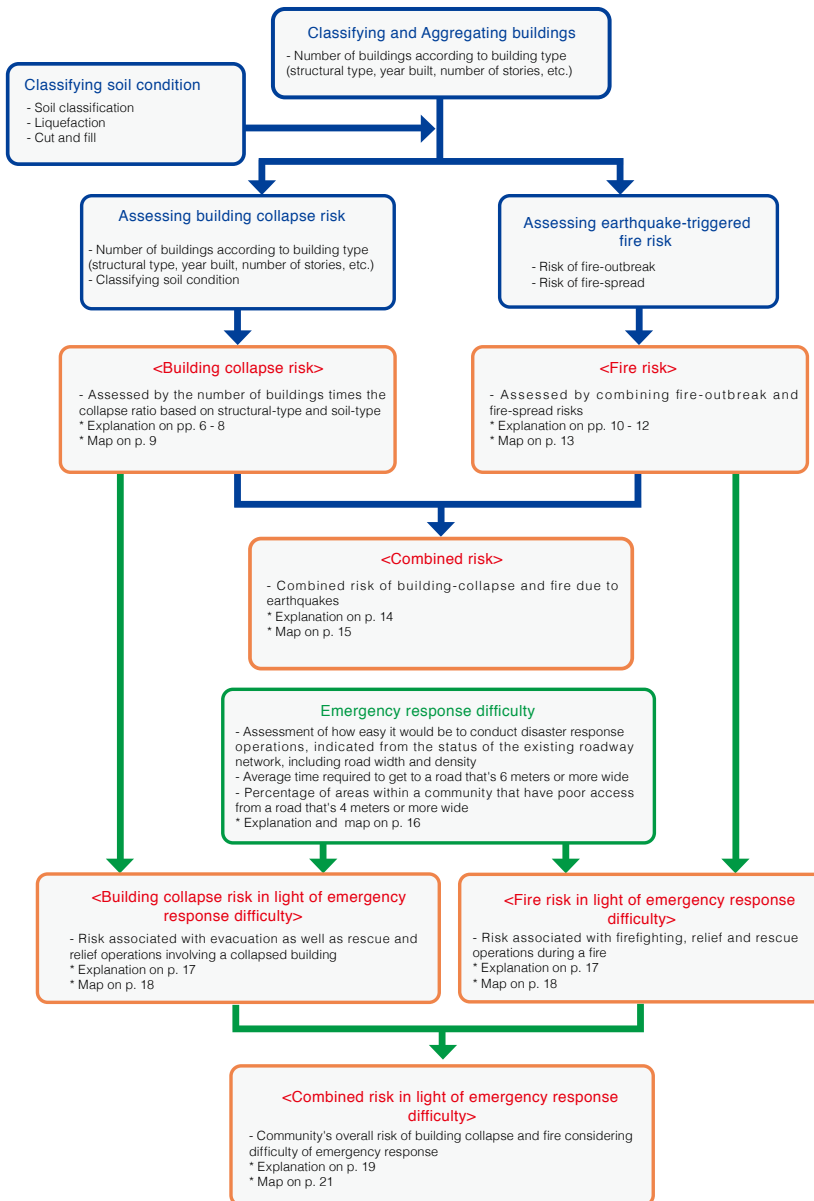 Classifying and Aggregating buildings
- Number of buildings according to building type
(structural type, year built, number of stories, etc.)
Classifying soil condition
- Soil classification
- Liquefaction
- Cut and fill
Assessing building collapse risk
- Number of buildings according to building type
(structural type, year built, number of stories, etc.)
- Classifying soil condition
Assessing earthquake-triggered
fire risk
- Risk of fire-outbreak
- Risk of fire-spread
<Building collapse risk>
- Assessed by the number of buildings times the
collapse ratio based on structural-type and soil-type
* Explanation on pp. 6 - 8
* Map on p. 9
<Fire risk>
- Assessed by combining fire-outbreak and
fire-spread risks
* Explanation on pp. 10 - 12
* Map on p. 13
<Combined risk>
- Combined risk of building-collapse and fire due to
earthquakes
* Explanation on p. 14
* Map on p. 15
Emergency response difficulty
- Assessment of how easy it would be to conduct disaster response
operations, indicated from the status of the existing roadway
network, including road width and density
- Average time required to get to a road that's 6 meters or more wide
- Percentage of areas within a community that have poor access
from a road that's 4 meters or more wide
* Explanation and map on p. 16
<Building collapse risk in light of emergency
response difficulty>
- Risk associated with evacuation as well as rescue and
relief operations involving a collapsed building
* Explanation on p. 17
* Map on p. 18
<Fire risk in light of emergency response
difficulty>
- Risk associated with firefighting, relief and rescue
operations during a fire
* Explanation on p. 17
* Map on p. 18
<Combined risk in light of emergency response
difficulty>
- Community's overall risk of building collapse and fire considering
difficulty of emergency response
* Explanation on p. 19
* Map on p. 21